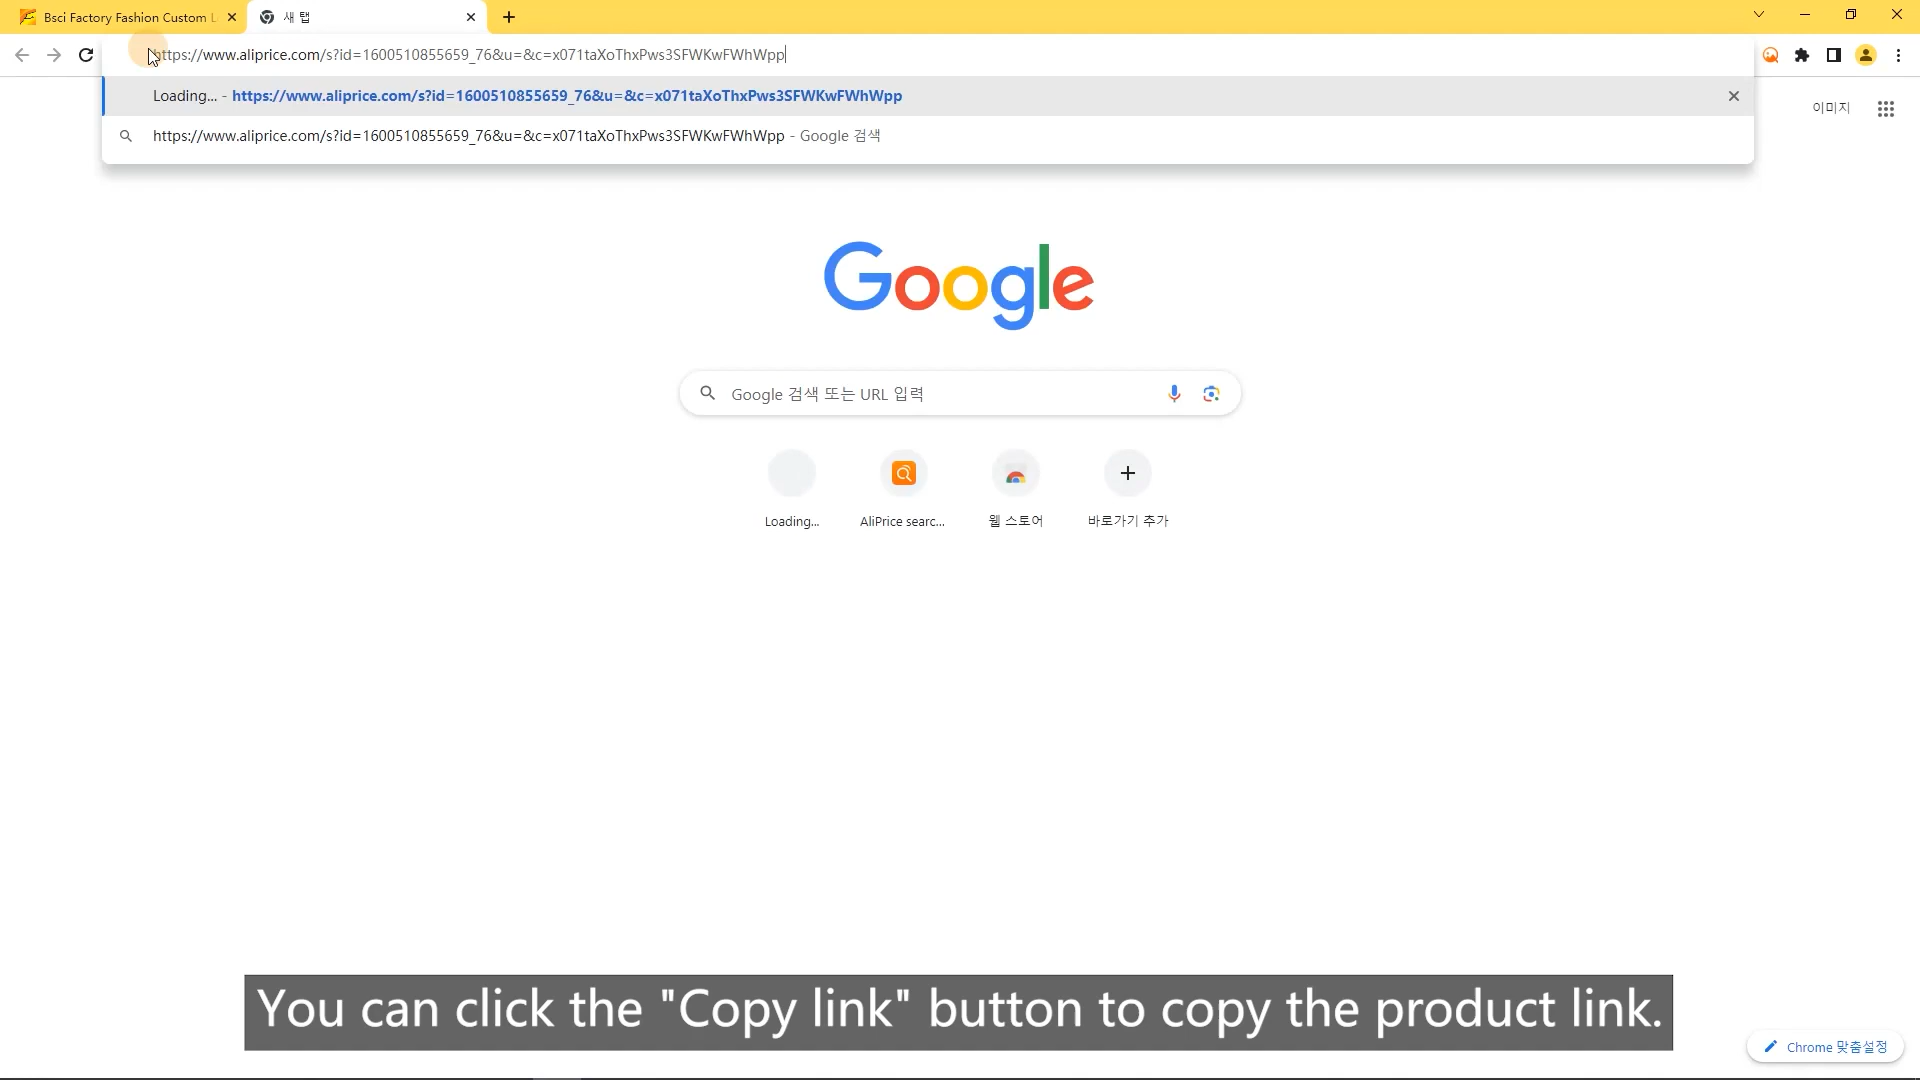 Bsci Factory Fashion Custom L
새 탭
https://www.aliprice.com/s?id=1600510855659_76&u=&c=x071taXoThxPws3SFWKwFWhWpp
Loading... - https://www.aliprice.com/s?id=1600510855659_76&u=&c=x071taXoThxPws3SFWKwFWhWpp
https://www.aliprice.com/s?id=1600510855659_76&u=&c=x071taXoThxPws3SFWKwFWhWpp - Google 검색
이미지
Google
Google 검색 또는 URL 입력
Loading...
AliPrice searc...
웹 스토어
바로가기 추가
You can click the "Copy link" button to copy the product link.
Chrome 맞춤설정